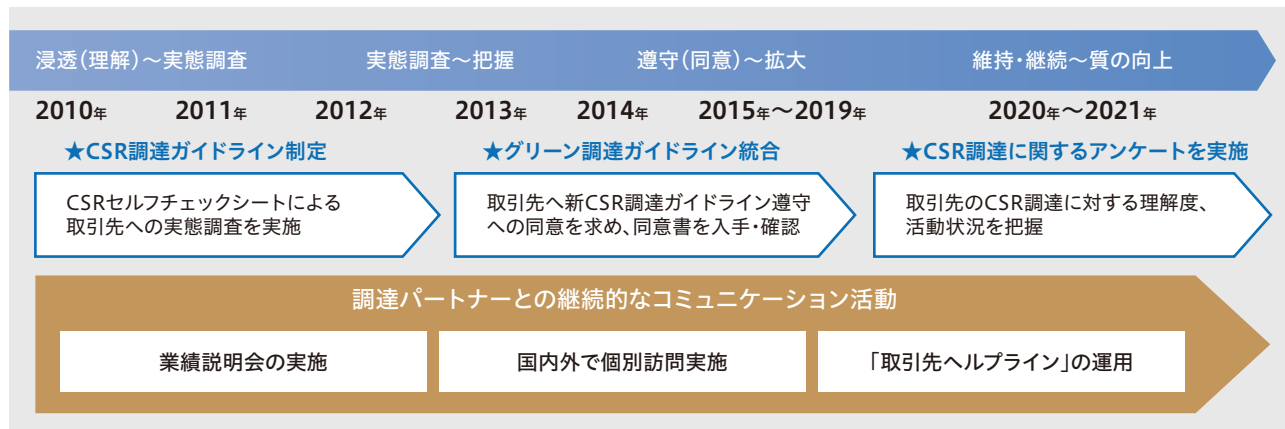 浸透(理解)～実態調査 実態調査～把握 遵守(同意)～拡大 維持・継続～質の向上
2010年 2011年 2012年 2013年 2014年 2015年～2019年 2020年～2021年
★CSR調達ガイドライン制定 ★グリーン調達ガイドライン統合 ★CSR調達に関するアンケートを実施
CSRセルフチェックシートによる
取引先への実態調査を実施
取引先へ新CSR調達ガイドライン遵守
への同意を求め、同意書を入手・確認
取引先のCSR調達に対する理解度、
活動状況を把握
調達パートナーとの継続的なコミュニケーション活動
業績説明会の実施 国内外で個別訪問実施 「取引先ヘルプライン」の運用